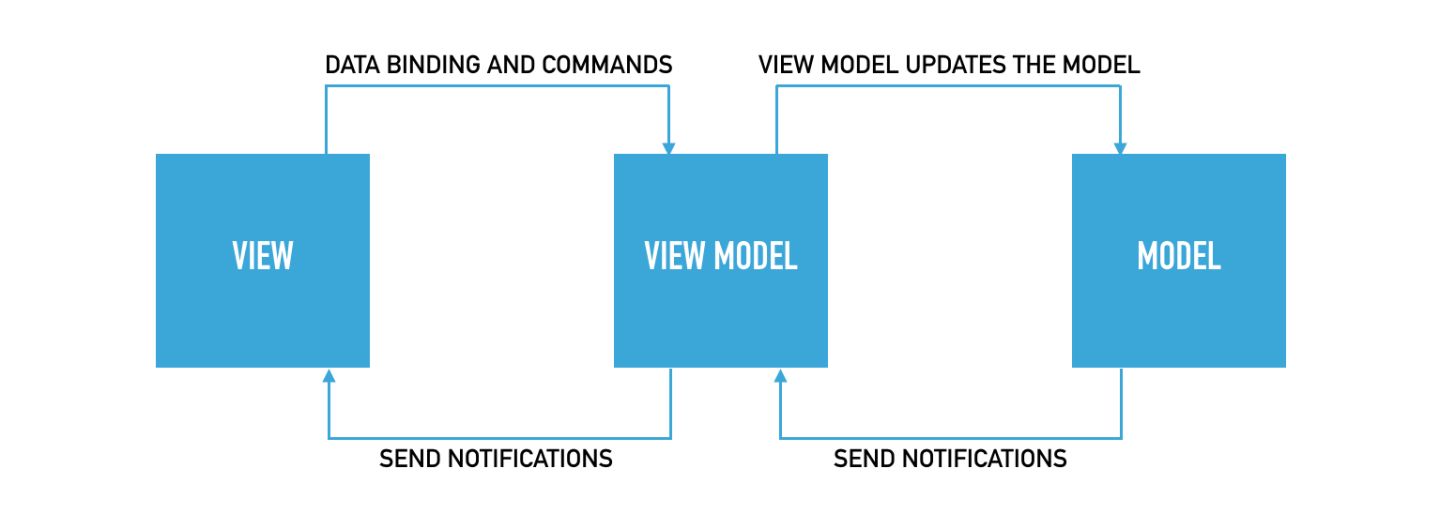 DATA BINDING AND COMMANDS
VIEW MODEL UPDATES THE MODEL
VIEW
VIEW MODEL
MODEL
SEND NOTIFICATIONS
SEND NOTIFICATIONS